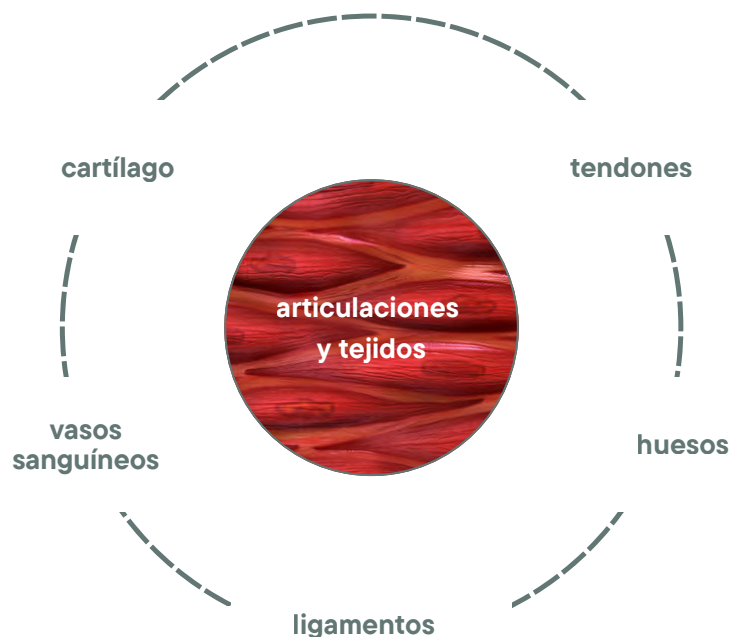 cartílago
tendones
articulaciones
y tejidos
vasos
sanguíneos
huesos
ligamentos